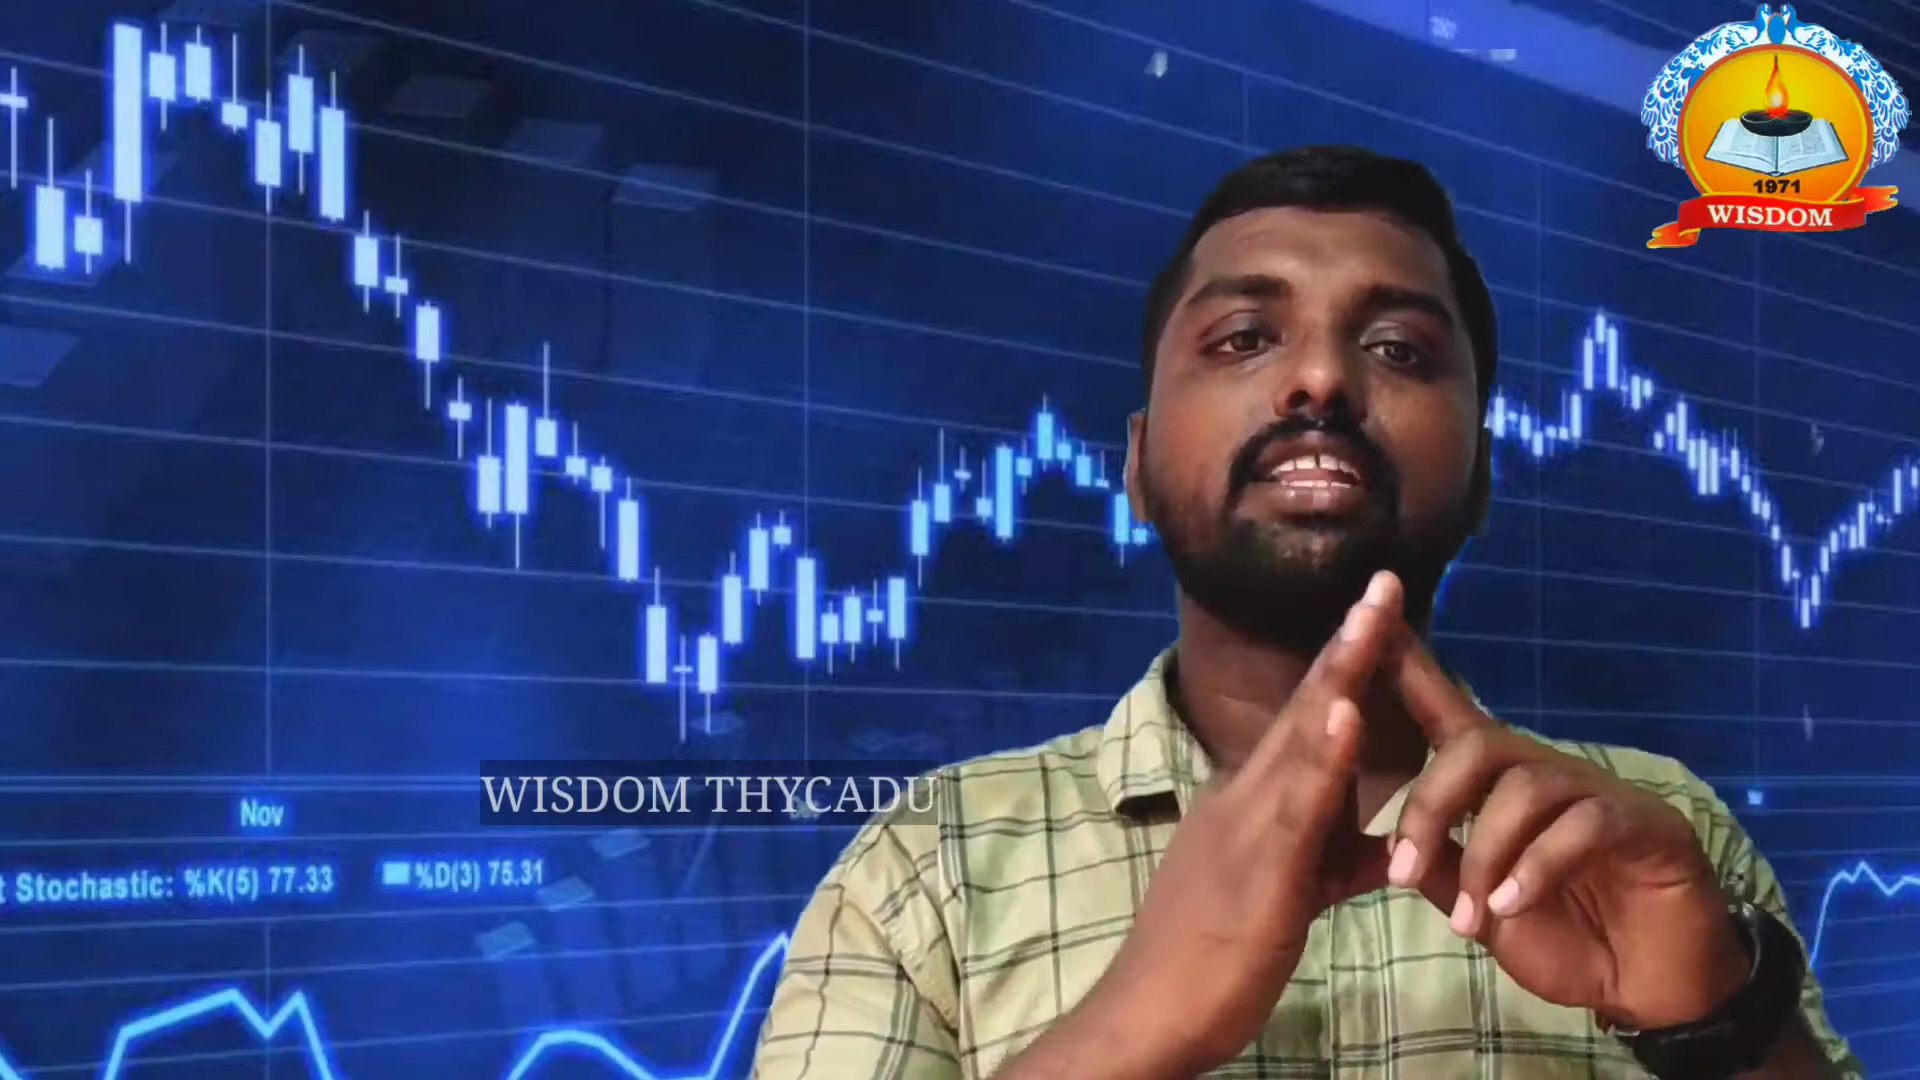 1971
WISDOM
WISDOM THYCADU
Nov
Stochastic: %K(5) 77.33 %D(3) 75.31